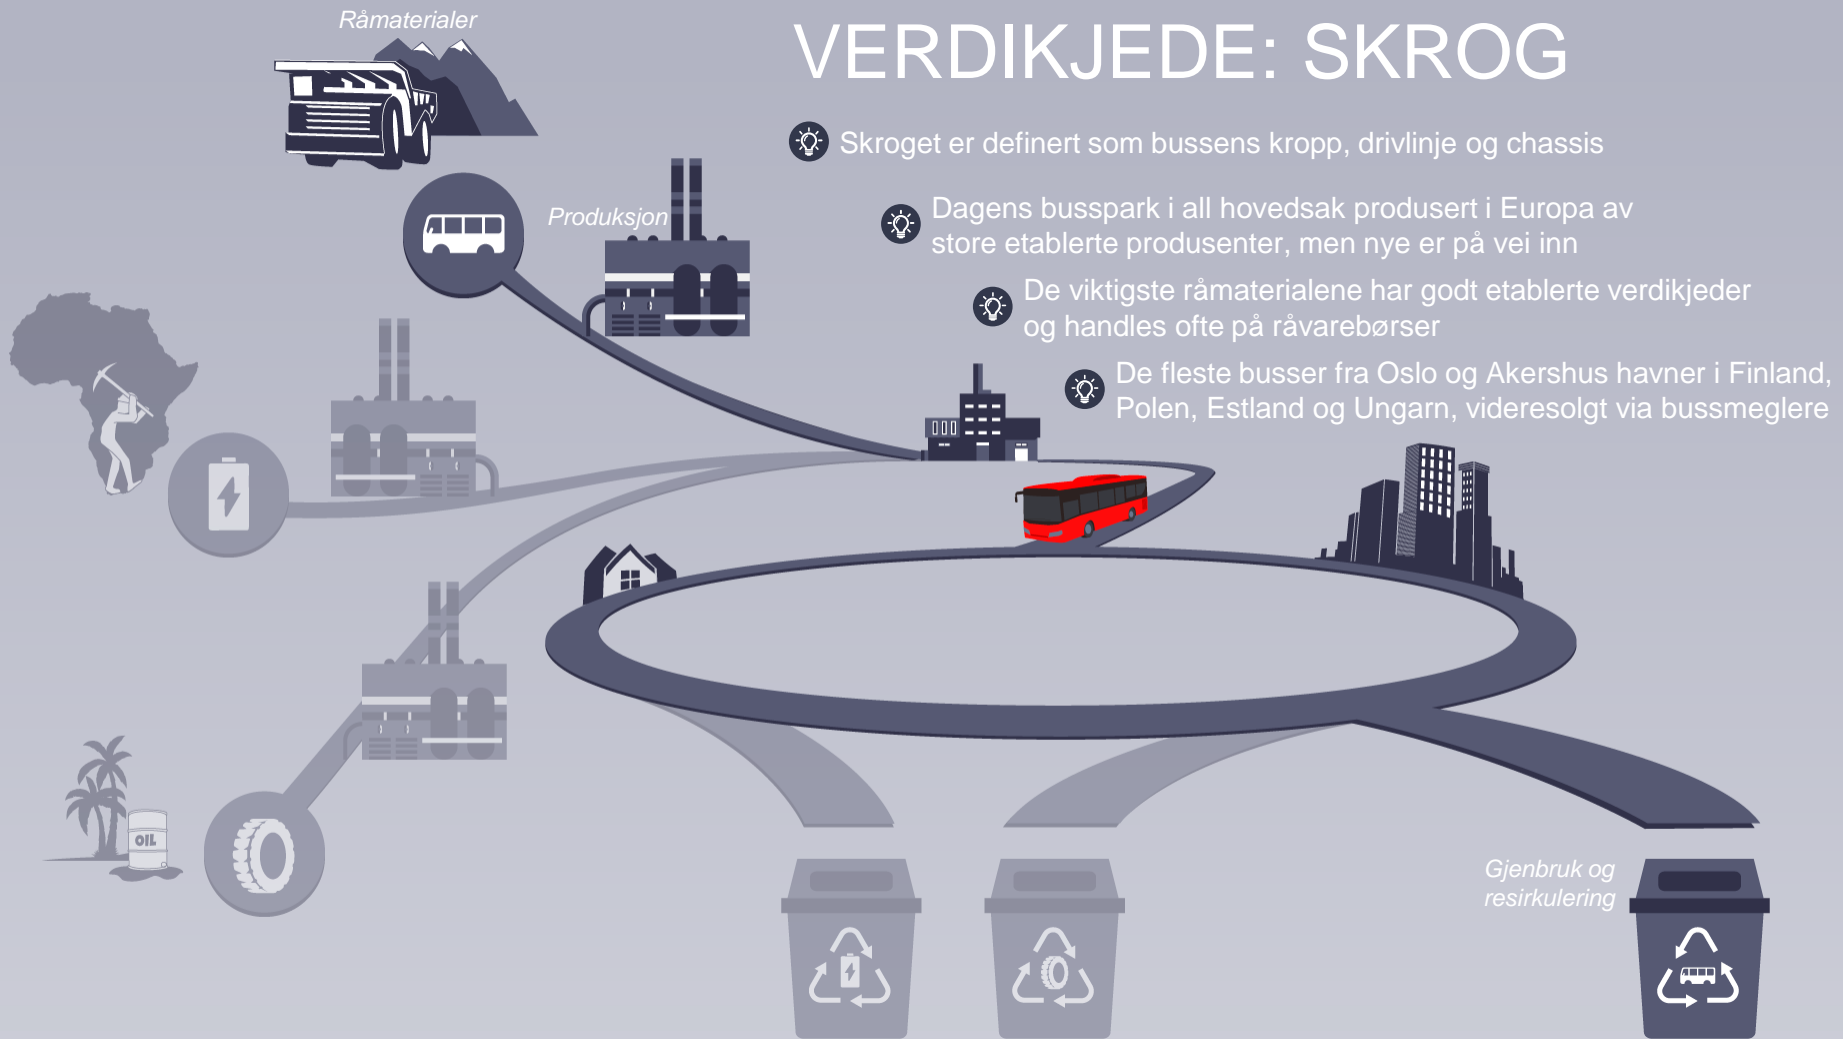 Råmaterialer
VERDIKJEDE: SKROG
Skroget er definert som bussens kropp, drivlinje og chassis
Produksjon
Dagens busspark i all hovedsak produsert i Europa av
store etablerte produsenter, men nye er på vei inn
De viktigste råmaterialene har godt etablerte verdikjeder
og handles ofte på råvarebørser
De fleste busser fra Oslo og Akershus havner i Finland,
Polen, Estland og Ungarn, videresolgt via bussmeglere
OIL
Gjenbruk og
resirkulering